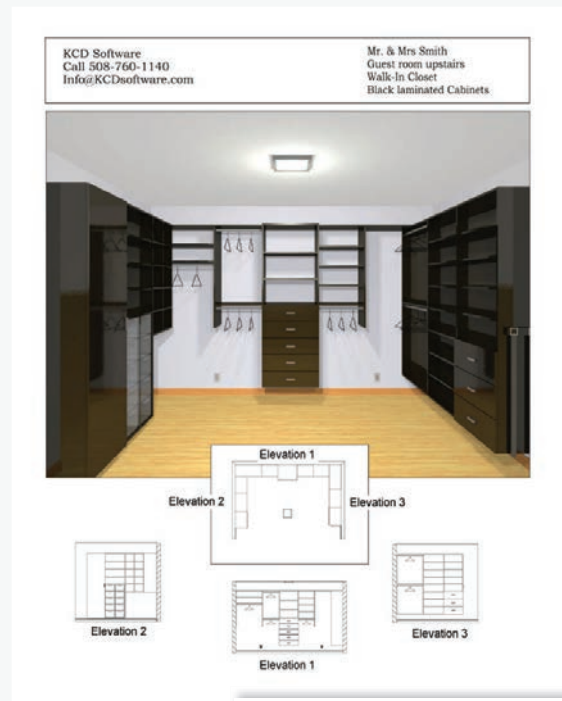 KCD Software
Call 508-760-1140
Info@KCDsoftware.com
Mr. & Mrs Smith
Guest room upstairs
Walk-In Closet
Black laminated Cabinets
Elevation 1
Elevation 2
Elevation 3
Elevation 2
Elevation 1
Elevation 3